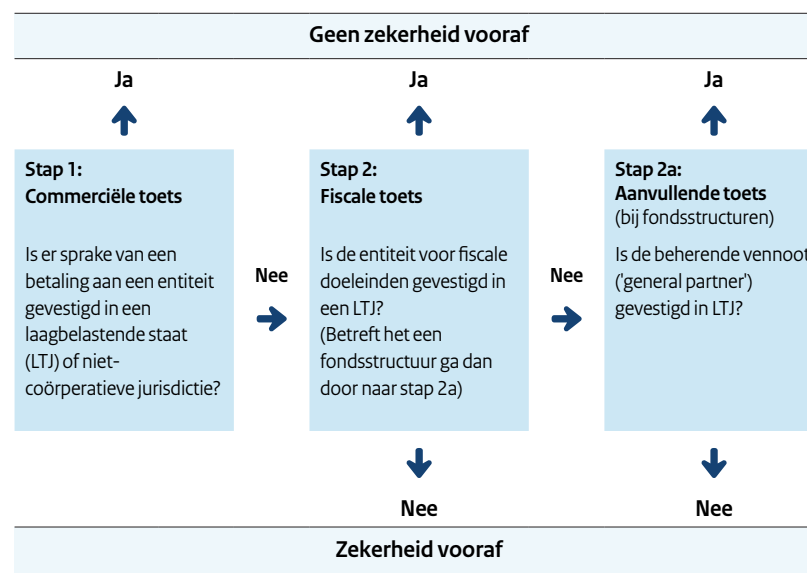 Geen zekerheid vooraf
Ja
Ja
Ja
Stap 1:
Commerciële toets
Is er sprake van een
betaling aan een entiteit
gevestigd in een
laagbelastende staat
(LTJ) of niet-
coörperatieve jurisdictie?
Nee
Stap 2:
Fiscale toets
Is de entiteit voor fiscale
doeleinden gevestigd in
een LTJ?
(Betreft het een
fondsstructuur ga dan
door naar stap 2a)
Nee
Stap 2a:
Aanvullende toets
(bij fondsstructuren)
Is de beherende vennoot
('general partner')
gevestigd in LTJ?
Nee
Nee
Zekerheid vooraf